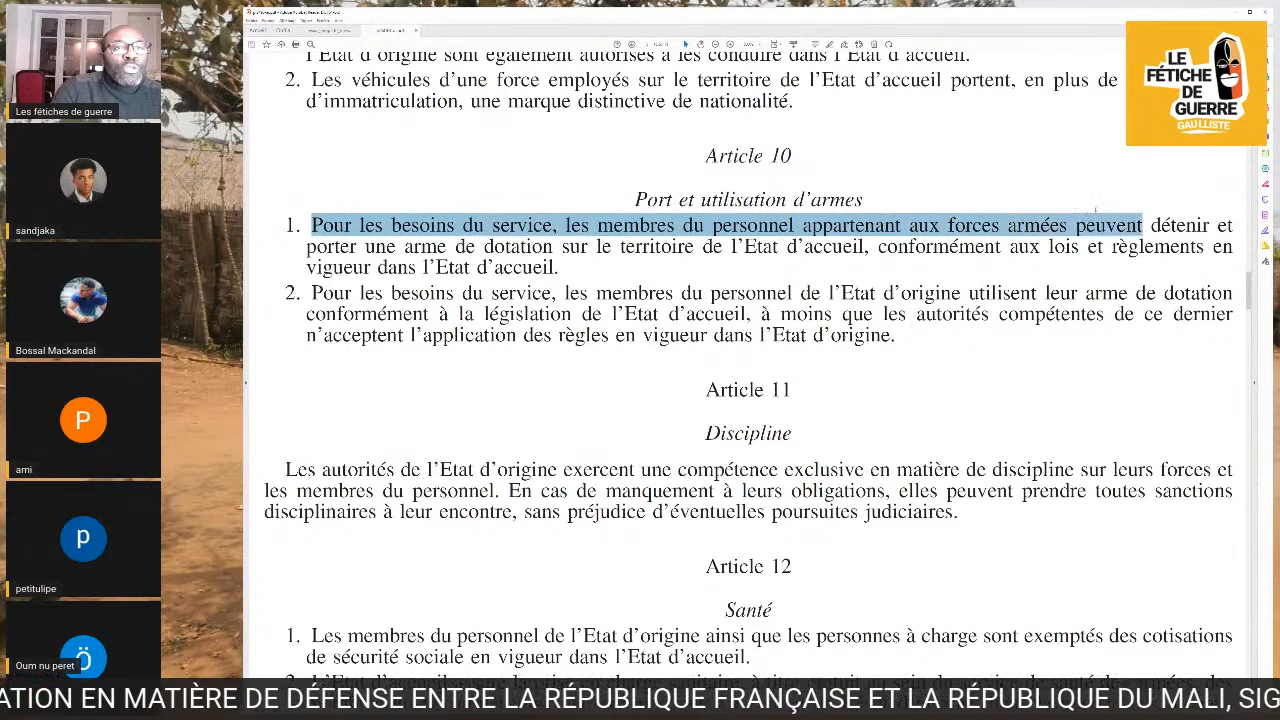 Les fétiches de guerre
sandjaka
Bossal Mackandal
P
ami
p
petitulipe
Ö
Oum nu peret
LE
FÉTICHE
DE
GUERRE
GAULLISTE
l'Etat d'origine sont également autorisés à les conduire dans l'Etat d'accueil.
2. Les véhicules d'une force employés sur le territoire de l'Etat d'accueil portent, en plus de
d'immatriculation, une marque distinctive de nationalité.
Article 10
Port et utilisation d'armes
1. Pour les besoins du service, les membres du personnel appartenant aux forces armées peuvent détenir et
porter une arme de dotation sur le territoire de l'Etat d'accueil, conformément aux lois et règlements en
vigueur dans l'Etat d'accueil.
2. Pour les besoins du service, les membres du personnel de l'Etat d'origine utilisent leur arme de dotation
conformément à la législation de l'Etat d'accueil, à moins que les autorités compétentes de ce dernier
n'acceptent l'application des règles en vigueur dans l'Etat d'origine.
Article 11
Discipline
Les autorités de l'Etat d'origine exercent une compétence exclusive en matière de discipline sur leurs forces et
les membres du personnel. En cas de manquement à leurs obligations, elles peuvent prendre toutes sanctions
disciplinaires à leur encontre, sans préjudice d'éventuelles poursuites judiciaires.
Article 12
Santé
1. Les membres du personnel de l'Etat d'origine ainsi que les personnes à charge sont exemptés des cotisations
de sécurité sociale en vigueur dans l'Etat d'accueil.
ATION EN MATIÈRE DE DÉFENSE ENTRE LA RÉPUBLIQUE FRANÇAISE ET LA RÉPUBLIQUE DU MALI, SIG